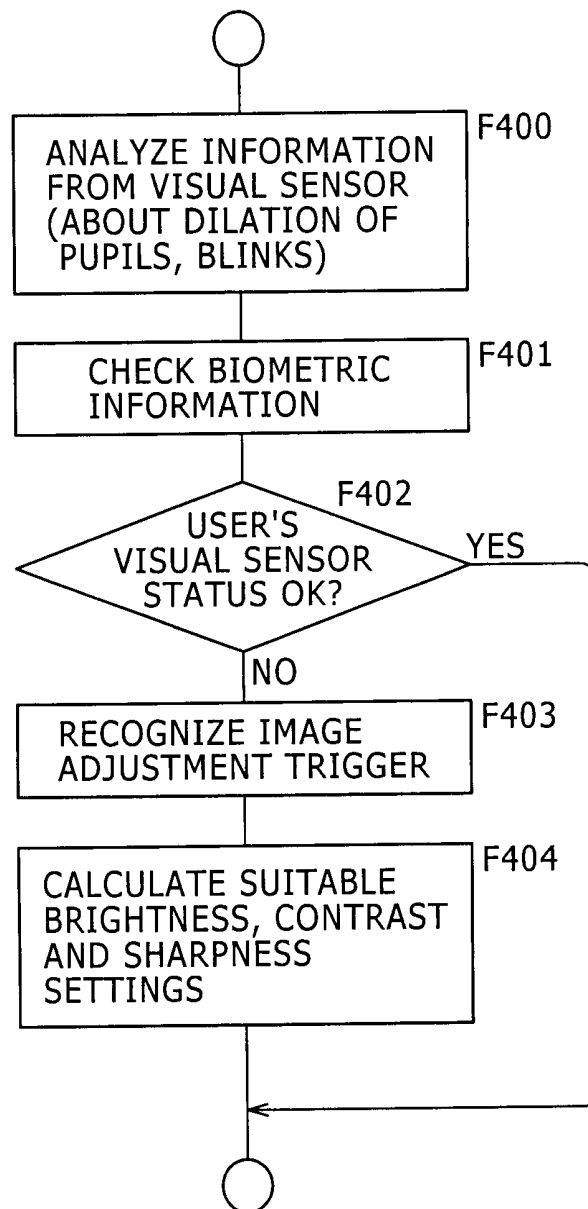 F400
ANALYZE INFORMATION
FROM VISUAL SENSOR
(ABOUT DILATION OF
PUPILS, BLINKS)
F401
CHECK BIOMETRIC
INFORMATION
F402
USER'S
VISUAL SENSOR
STATUS OK?
YES
NO
F403
RECOGNIZE IMAGE
ADJUSTMENT TRIGGER
F404
CALCULATE SUITABLE
BRIGHTNESS, CONTRAST
AND SHARPNESS
SETTINGS